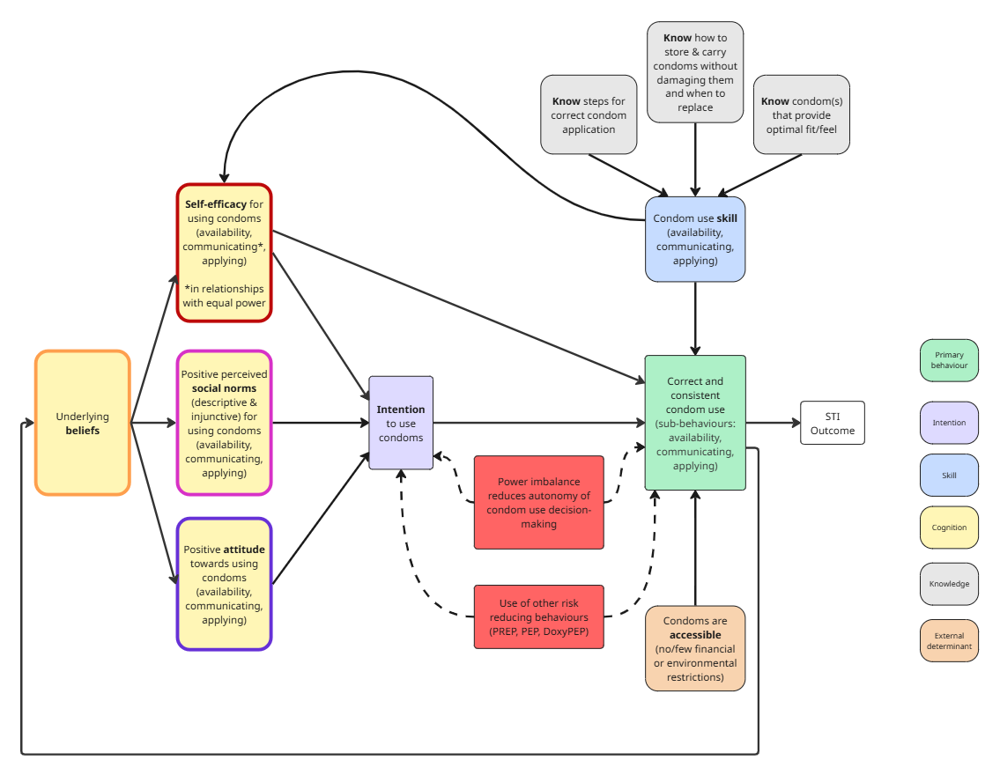 Know how to
store & carry
condoms without
damaging them
and when to
replace
Know steps for
correct condom
application
Know condom(s)
that provide
optimal fit/feel
Self-efficacy for
using condoms
(availability,
communicating*,
applying)
*in relationships
with equal power
Condom use skill
(availability,
communicating,
applying)
Underlying
beliefs
Positive perceived
social norms
(descriptive &
injunctive) for
using condoms
(availability,
communicating,
applying)
Intention
to use
condoms
Correct and
consistent
condom use
(sub-behaviours:
availability,
communicating,
applying)
STI
Outcome
Power imbalance
reduces autonomy of
condom use decision-
making
Positive attitude
towards using
condoms
(availability,
communicating,
applying)
Use of other risk
reducing behaviours
(PREP, PEP, DoxyPEP)
Condoms are
accessible
(no/few financial
or environmental
restrictions)
Primary
behaviour
Intention
Skill
Cognition
Knowledge
External
determinant